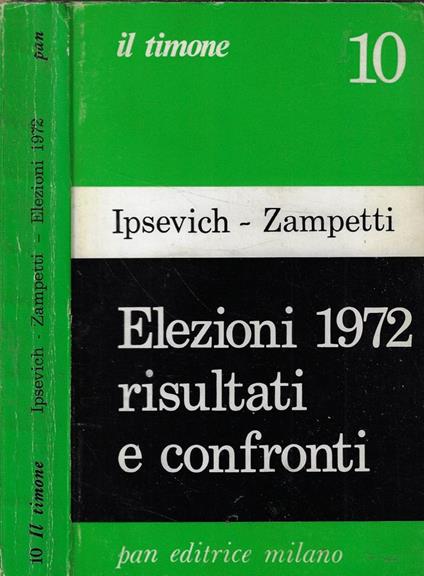 il timone
10
Ipsevich - Zampetti
Elezioni 1972
risultati
e confronti
pan editrice milano
10 Il timone Ipsevich - Zampetti - Elezioni 1972 pan